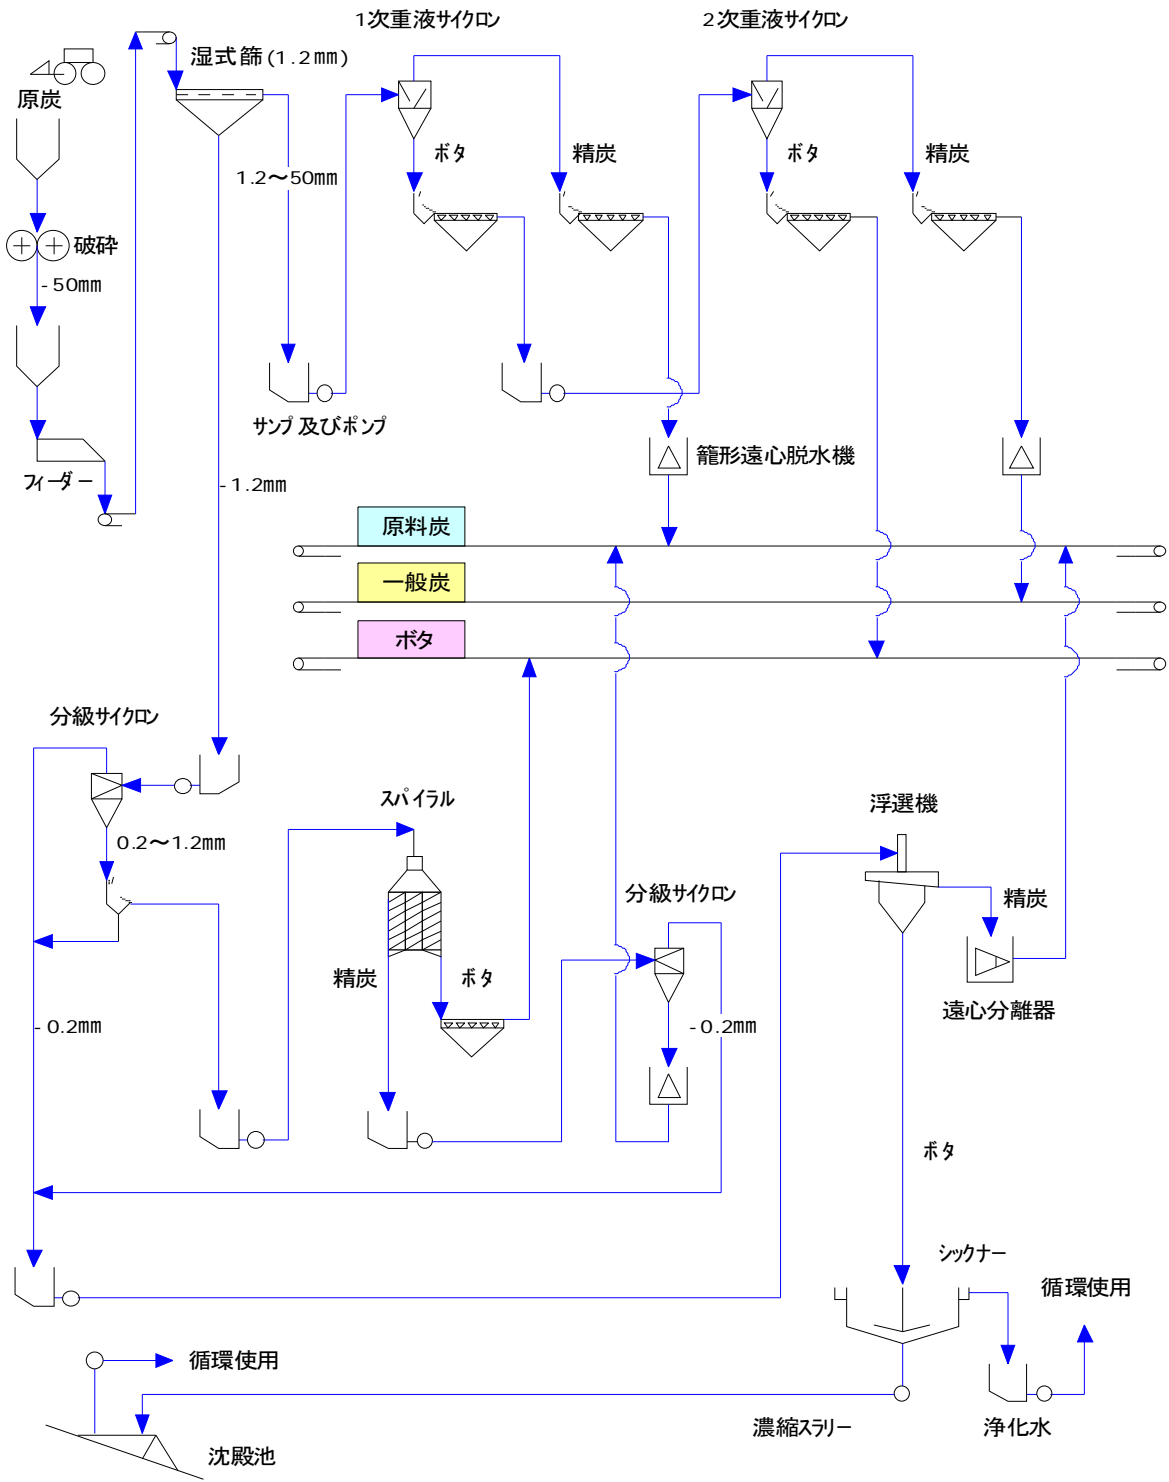 1次重液サイクロン
2次重液サイクロン
湿式篩(1.2mm)
原炭
ボタ
精炭
ボタ
精炭
1.2～50mm
破砕
-50mm
サンプ及びポンプ
籠形遠心脱水機
フィーダー
-1.2mm
原料炭
一般炭
ボタ
分級サイクロン
スパイラル
浮選機
0.2～1.2mm
分級サイクロン
精炭
精炭
ボタ
遠心分離器
-0.2mm
-0.2mm
ボタ
シックナー
循環使用
循環使用
濃縮スラリー
浄化水
沈殿池